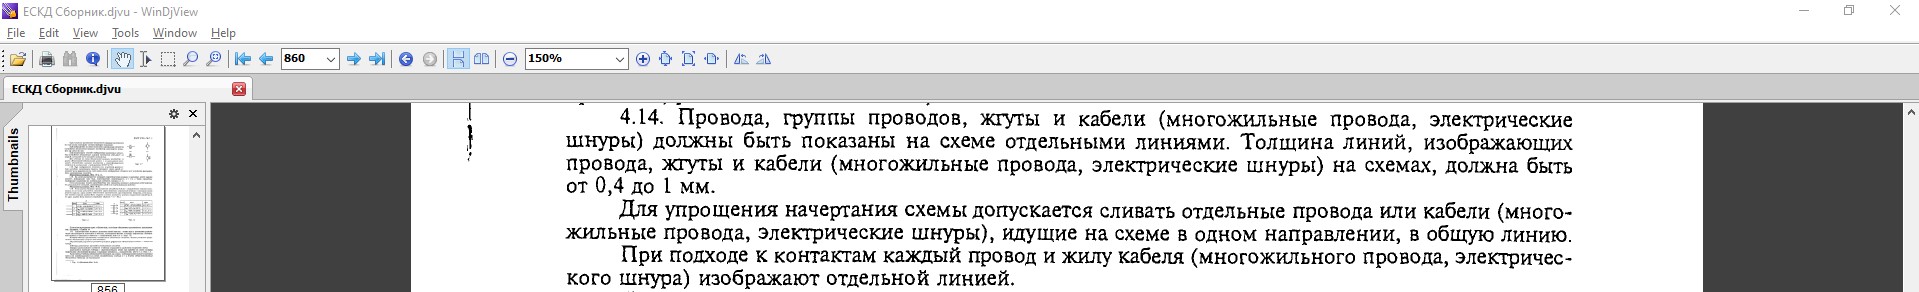 ЕСКД Сборник.djvu - WinDjView
File Edit View Tools Window Help
860 150%
ЕСКД Сборник.djvu
Thumbnails
856
4.14. Провода, группы проводов, жгуты и кабели (многожильные провода, электрические
шнуры) должны быть показаны на схеме отдельными линиями. Толщина линий, изображающих
провода, жгуты и кабели (многожильные провода, электрические шнуры) на схемах, должна быть
от 0,4 до 1 мм.
Для упрощения начертания схемы допускается сливать отдельные провода или кабели (много-
жильные провода, электрические шнуры), идущие на схеме в одном направлении, в общую линию.
При подходе к контактам каждый провод и жилу кабеля (многожильного провода, электричес-
кого шнура) изображают отдельной линией.